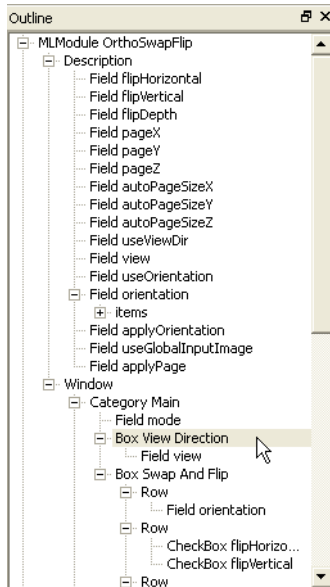 Outline
MLModule OrthoSwapFlip
Description
Field flipHorizontal
Field flipVertical
Field flipDepth
Field pageX
Field pageY
Field pageZ
Field autoPageSizeX
Field autoPageSizeY
Field autoPageSizeZ
Field useViewDir
Field view
Field useOrientation
Field orientation
items
Field applyOrientation
Field useGlobalInputImage
Field applyPage
Window
Category Main
Field mode
Box View Direction
Field view
Box Swap And Flip
Row
Field orientation
Row
CheckBox flipHorizo...
CheckBox flipVertical
Row